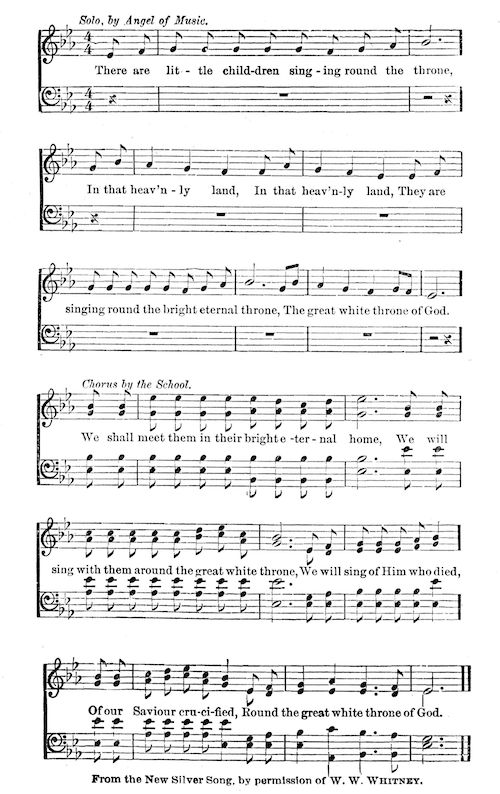 Solo, by Angel of Music.
There are lit - tle child-dren sing - ing round the throne,
In that heav'n - ly land, In that heav'n-ly land, They are
singing round the bright eternal throne, The great white throne of God.
Chorus by the School.
We shall meet them in their bright e -ter- nal home, We will
sing with them around the great white throne, We will sing of Him who died,
Of our Saviour cru-ci-fied, Round the great white throne of God.
From the New Silver Song, by permission of W. W. WHITNEY.